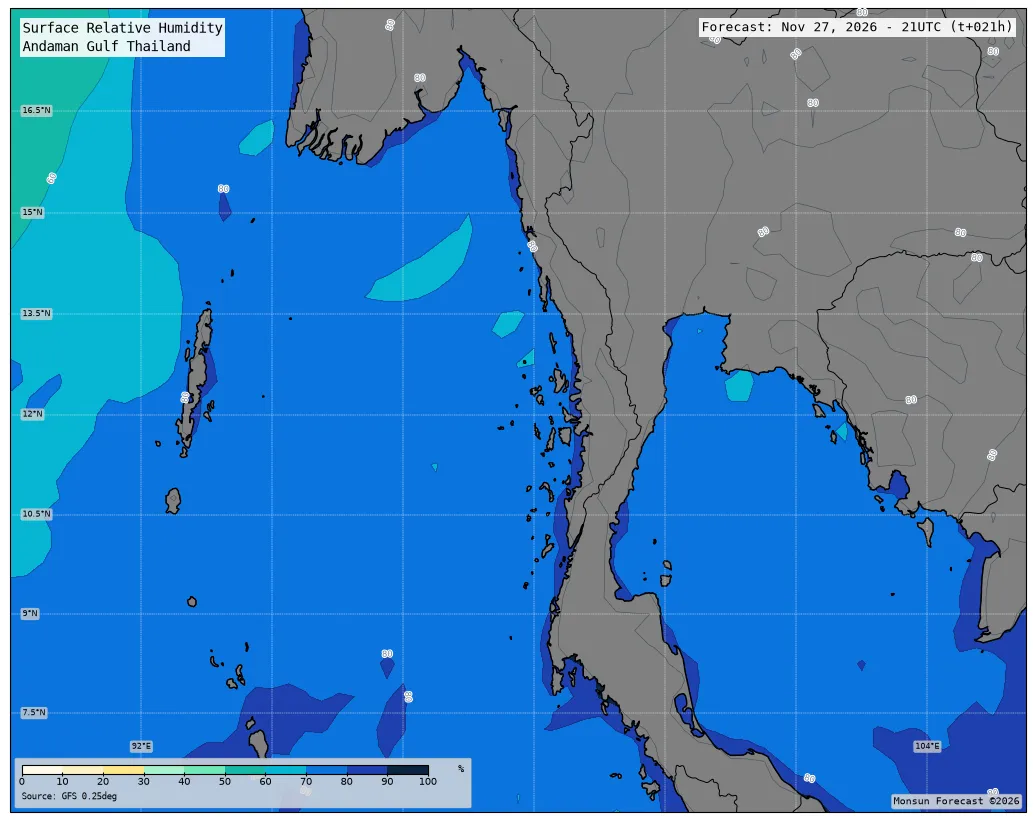 Surface Relative Humidity
Andaman Gulf Thailand
Forecast: Nov 27, 2026 - 21UTC (t+021h)
80
80
80
80
80
80
16.5°N
60
80
15°N
80
80
80
80
13.5°N
80
80
12°N
80
10.5°N
9°N
80
80
7.5°N
92°E
104°E
80
%
0 10 20 30 40 50 60 70 80 90 100
Source: GFS 0.25deg
Monsun Forecast ©2026